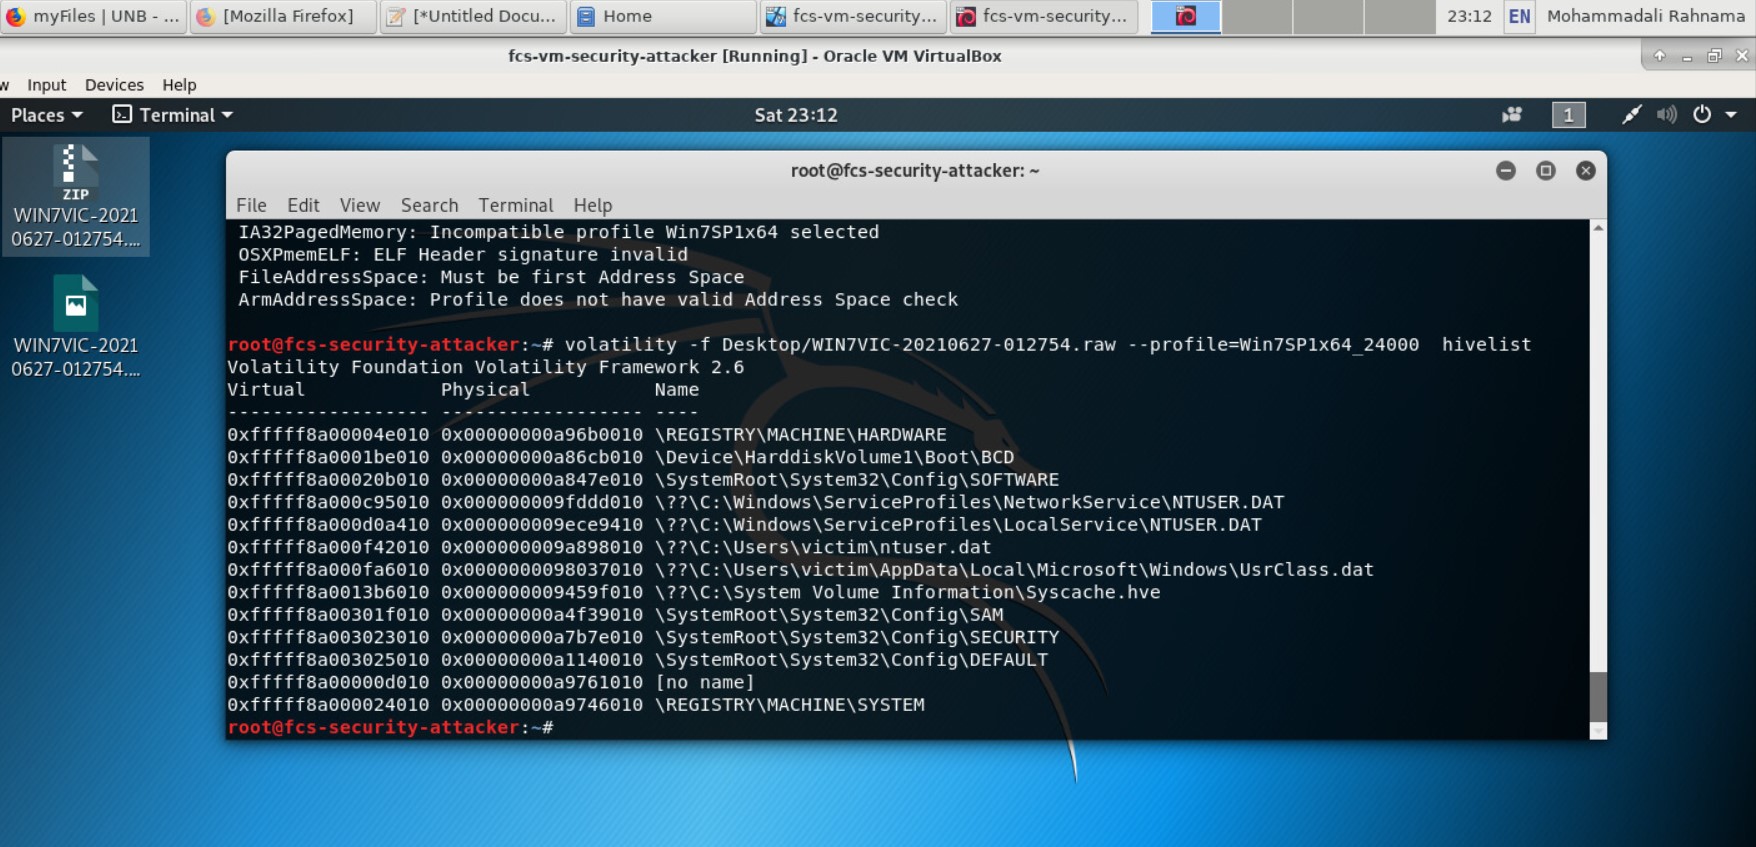 myFiles | UNB - ...
[Mozilla Firefox]
[*Untitled Docu...
Home
fcs-vm-security...
fcs-vm-security...
23:12
EN
Mohammadali Rahnama
fcs-vm-security-attacker [Running] - Oracle VM VirtualBox
w Input Devices Help
Places Terminal Sat 23:12 1
ZIP
WIN7VIC-2021
0627-012754....
WIN7VIC-2021
0627-012754....
root@fcs-security-attacker: ~
File Edit View Search Terminal Help
IA32PagedMemory: Incompatible profile Win7SP1x64 selected
OSXPmemELF: ELF Header signature invalid
FileAddressSpace: Must be first Address Space
ArmAddressSpace: Profile does not have valid Address Space check
root@fcs-security-attacker:~# volatility -f Desktop/WIN7VIC-20210627-012754.raw --profile=Win7SP1x64_24000  hivelist
Volatility Foundation Volatility Framework 2.6
Virtual            Physical           Name
------------------ ------------------ ----
0xfffff8a00004e010 0x00000000a96b0010 \REGISTRY\MACHINE\HARDWARE
0xfffff8a0001be010 0x00000000a86cb010 \Device\HarddiskVolume1\Boot\BCD
0xfffff8a00020b010 0x00000000a847e010 \SystemRoot\System32\Config\SOFTWARE
0xfffff8a000c95010 0x000000009fddd010 \??\C:\Windows\ServiceProfiles\NetworkService\NTUSER.DAT
0xfffff8a000d0a410 0x000000009ece9410 \??\C:\Windows\ServiceProfiles\LocalService\NTUSER.DAT
0xfffff8a000f42010 0x000000009a898010 \??\C:\Users\victim\ntuser.dat
0xfffff8a000fa6010 0x0000000098037010 \??\C:\Users\victim\AppData\Local\Microsoft\Windows\UsrClass.dat
0xfffff8a0013b6010 0x000000009459f010 \??\C:\System Volume Information\Syscache.hve
0xfffff8a00301f010 0x00000000a4f39010 \SystemRoot\System32\Config\SAM
0xfffff8a003023010 0x00000000a7b7e010 \SystemRoot\System32\Config\SECURITY
0xfffff8a003025010 0x00000000a1140010 \SystemRoot\System32\Config\DEFAULT
0xfffff8a00000d010 0x00000000a9761010 [no name]
0xfffff8a000024010 0x00000000a9746010 \REGISTRY\MACHINE\SYSTEM
root@fcs-security-attacker:~#